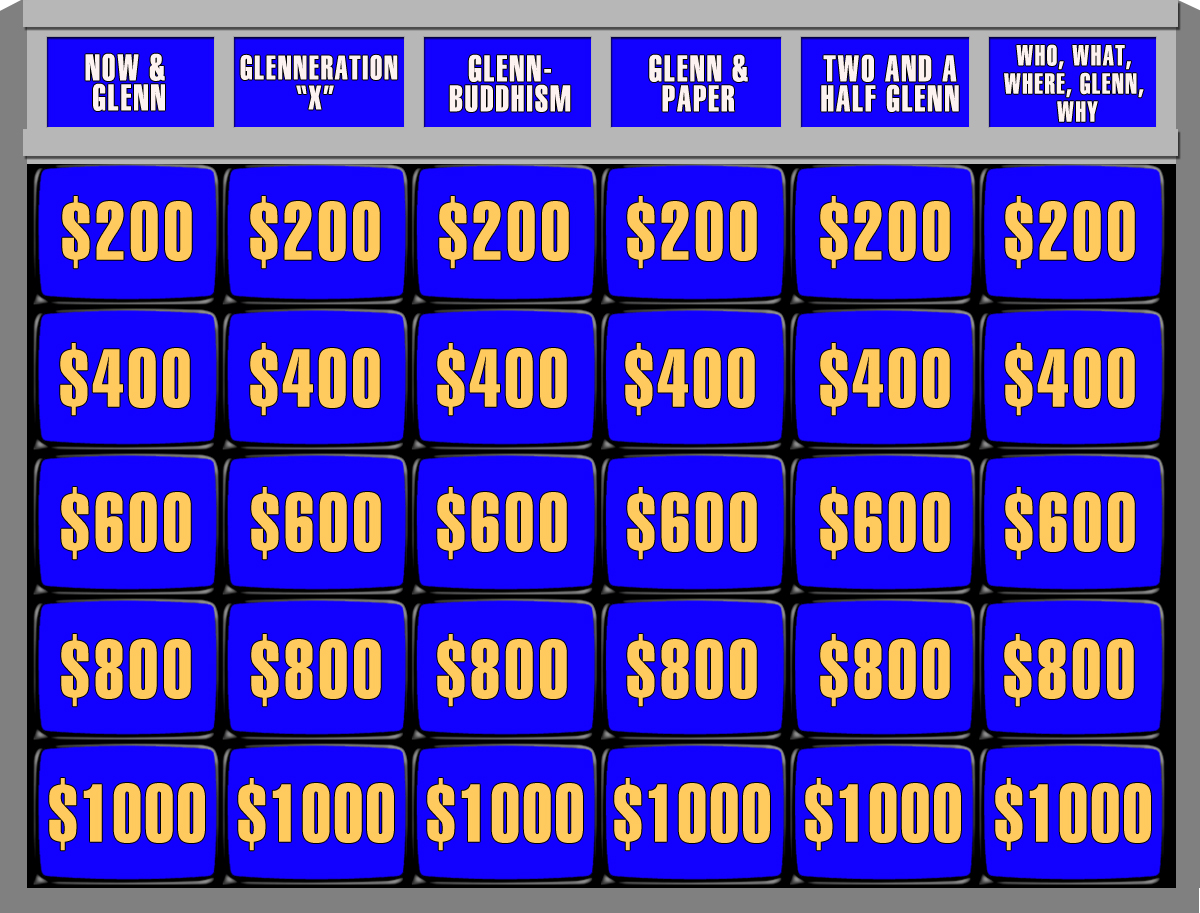 NOW &
GLENN
GLENNERATION
“X”
GLENN-
BUDDHISM
GLENN &
PAPER
TWO AND A
HALF GLENN
WHO, WHAT,
WHERE, GLENN,
WHY
$200 $200 $200 $200 $200 $200
$400 $400 $400 $400 $400 $400
$600 $600 $600 $600 $600 $600
$800 $800 $800 $800 $800 $800
$1000 $1000 $1000 $1000 $1000 $1000